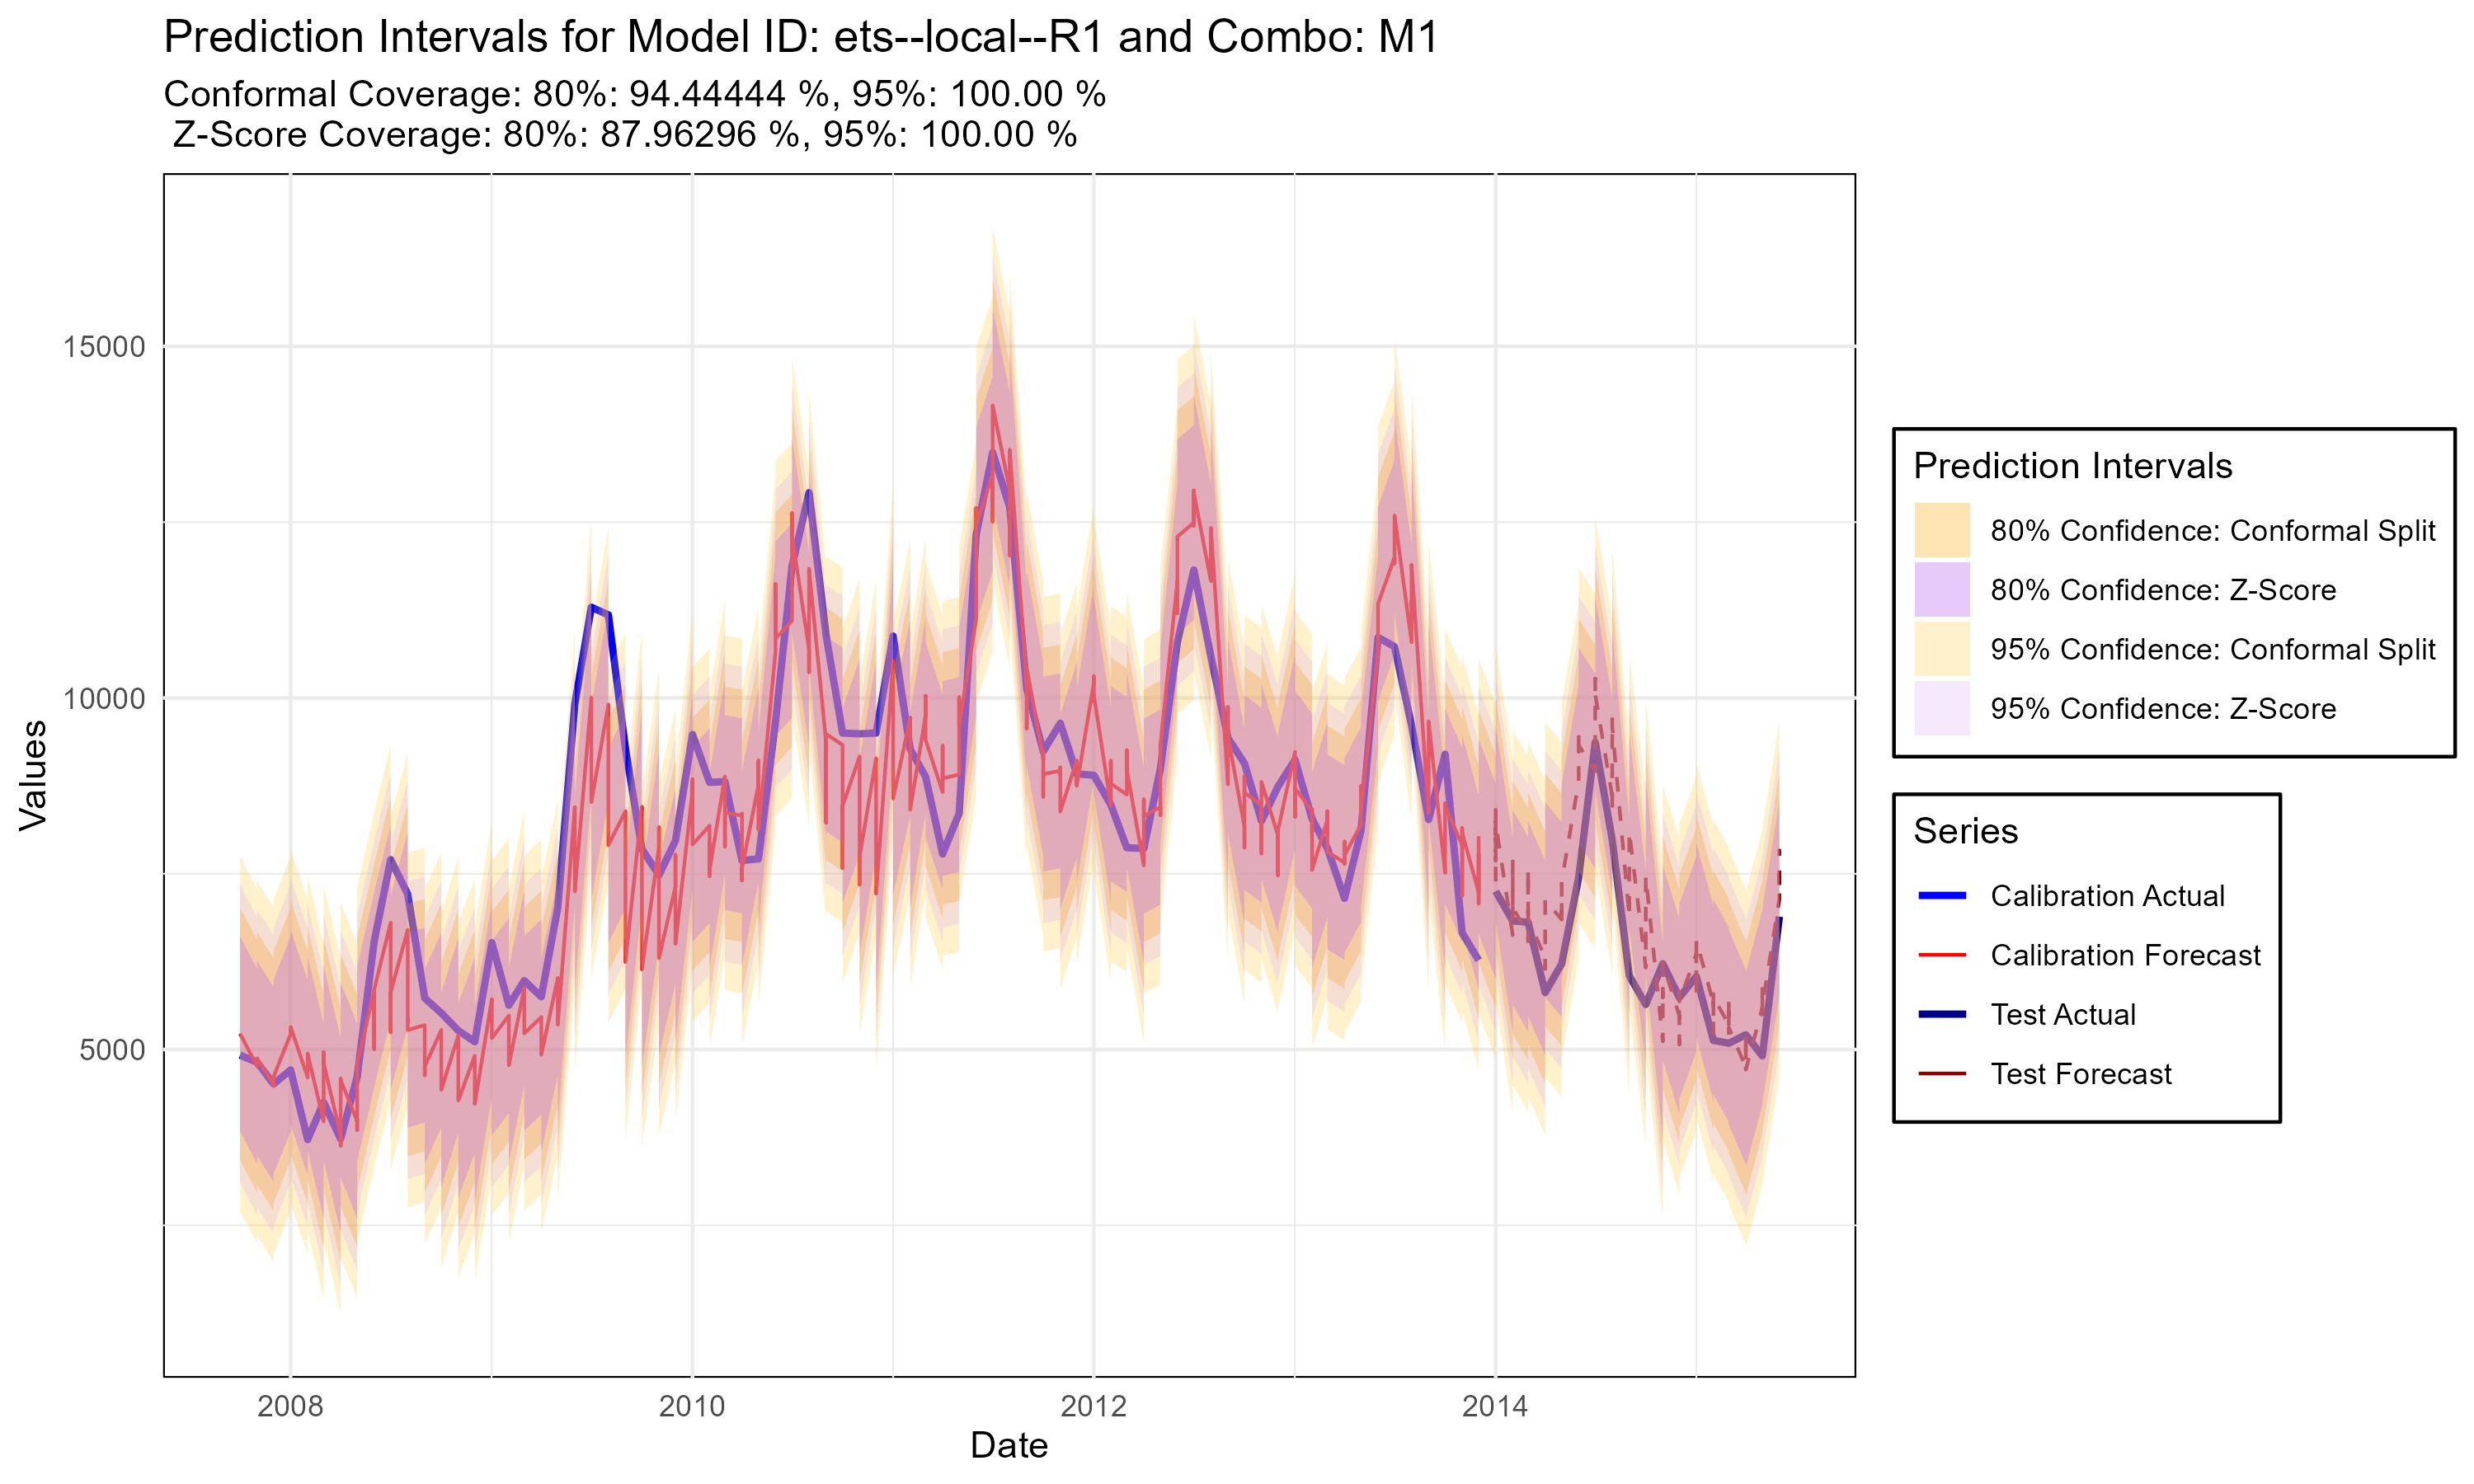 Prediction Intervals for Model ID: ets--local--R1 and Combo: M1
Conformal Coverage: 80%: 94.44444 %, 95%: 100.00 %
Z-Score Coverage: 80%: 87.96296 %, 95%: 100.00 %
Values
15000
10000
5000
2008
2010
2012
2014
Date
Prediction Intervals
80% Confidence: Conformal Split
80% Confidence: Z-Score
95% Confidence: Conformal Split
95% Confidence: Z-Score
Series
Calibration Actual
Calibration Forecast
Test Actual
Test Forecast